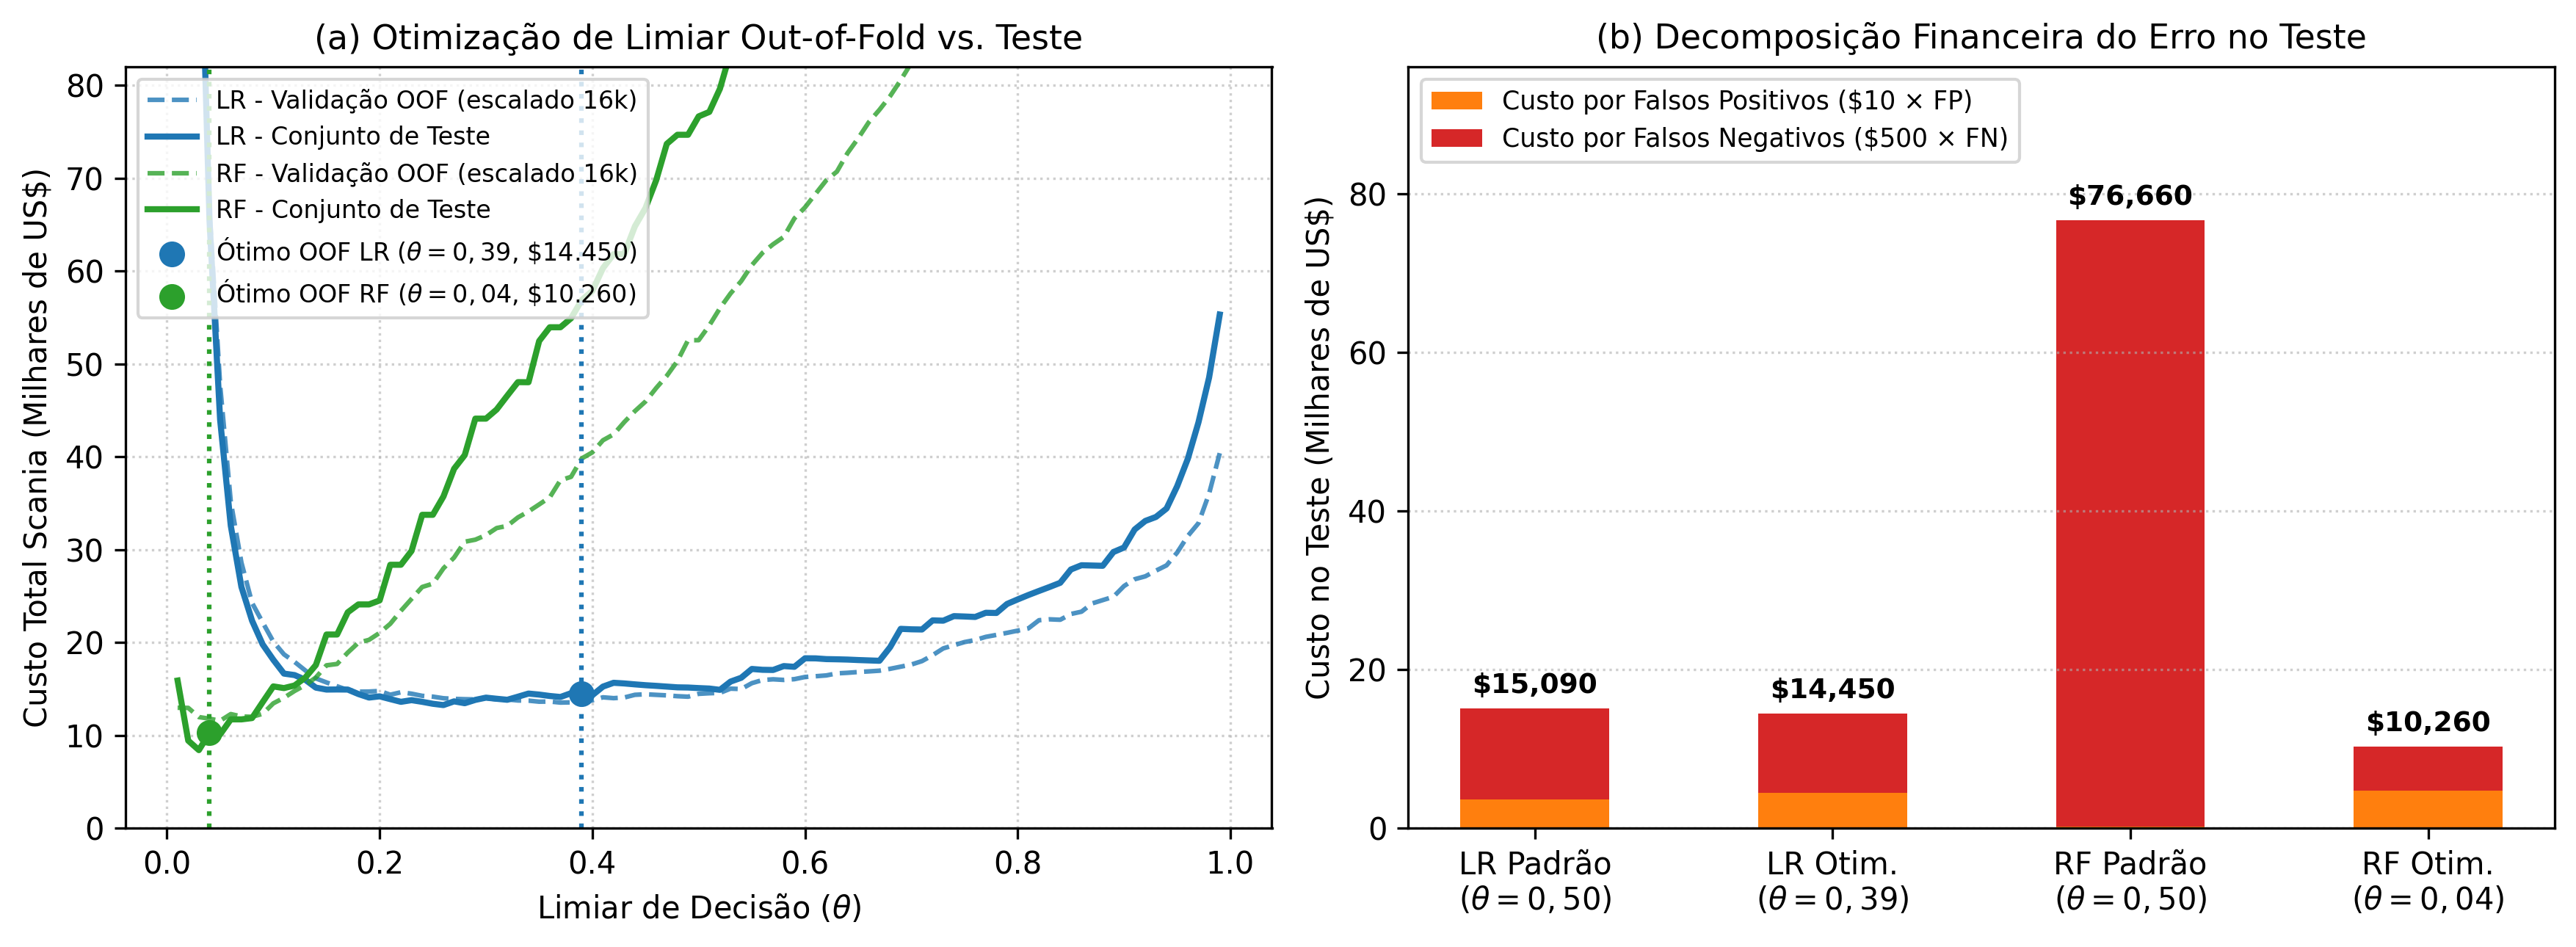 (a) Otimização de Limiar Out-of-Fold vs. Teste
Custo Total Scania (Milhares de US$)
80
70
60
50
40
30
20
10
0
LR - Validação OOF (escalado 16k)
LR - Conjunto de Teste
RF - Validação OOF (escalado 16k)
RF - Conjunto de Teste
Ótimo OOF LR (θ = 0, 39, $14.450)
Ótimo OOF RF (θ = 0, 04, $10.260)
0.0 0.2 0.4 0.6 0.8 1.0
Limiar de Decisão (θ)
(b) Decomposição Financeira do Erro no Teste
Custo no Teste (Milhares de US$)
80
60
40
20
0
Custo por Falsos Positivos ($10 × FP)
Custo por Falsos Negativos ($500 × FN)
$15,090
$14,450
$76,660
$10,260
LR Padrão
(θ = 0, 50)
LR Otim.
(θ = 0, 39)
RF Padrão
(θ = 0, 50)
RF Otim.
(θ = 0, 04)